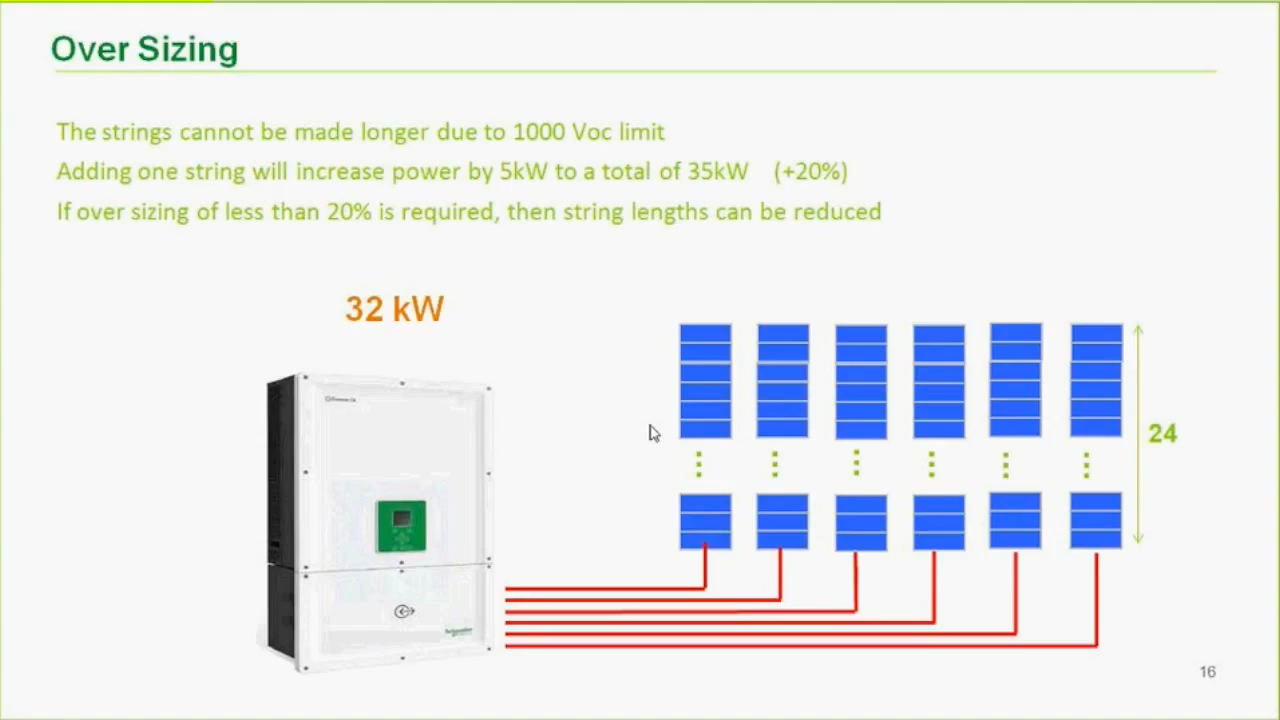 Over Sizing
The strings cannot be made longer due to 1000 Voc limit
Adding one string will increase power by 5kW to a total of 35kW (+20%)
If over sizing of less than 20% is required, then string lengths can be reduced
32 kW
24
16